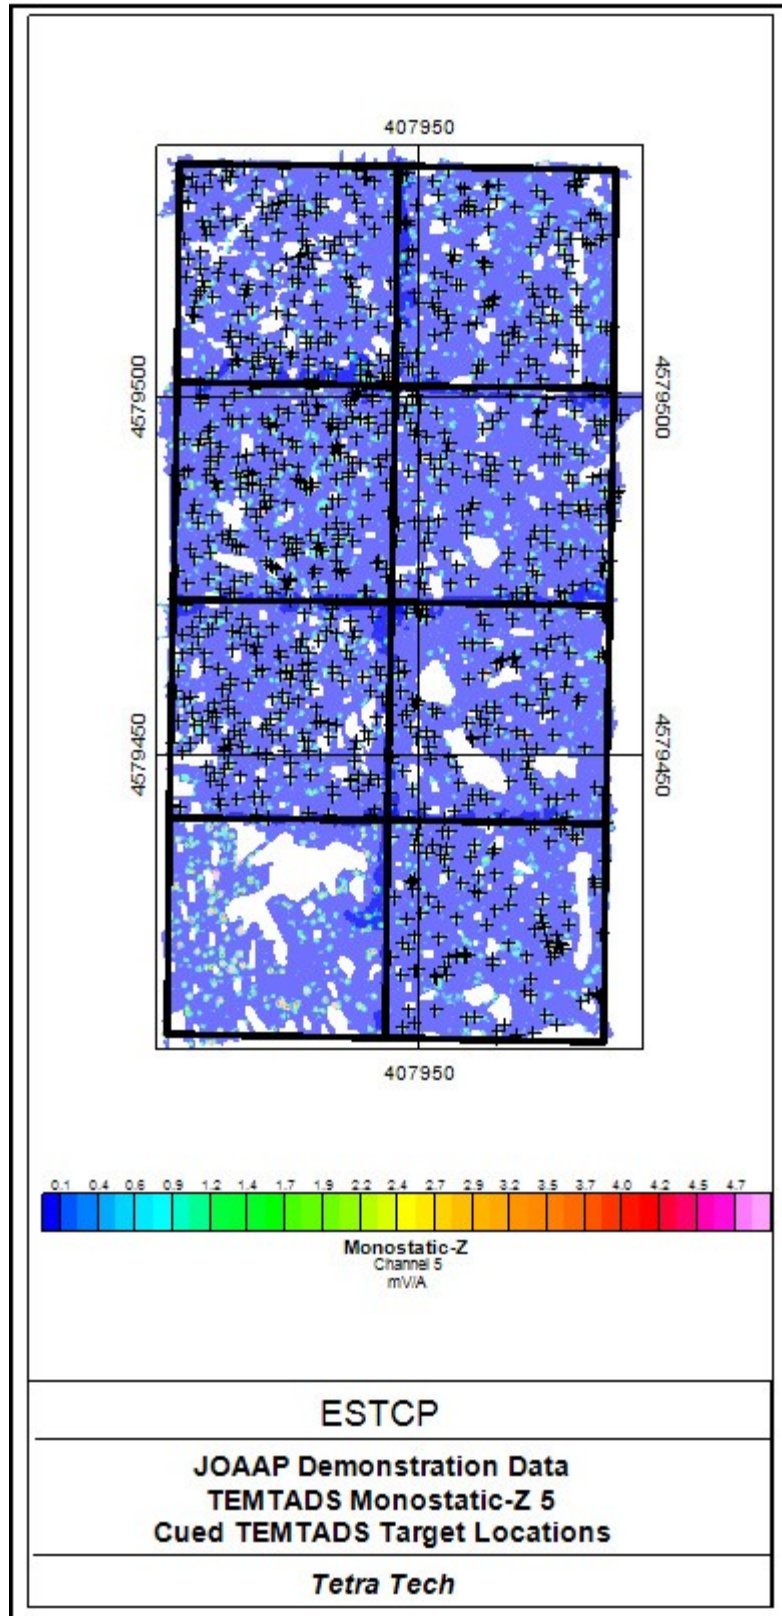 407950
4579500
4579500
4579450
4579450
407950
0.1 0.4 0.6 0.9 1.2 1.4 1.7 1.9 2.2 2.4 2.7 2.9 3.2 3.5 3.7 4.0 4.2 4.5 4.7
Monostatic-Z
Channel 5
mV/A
ESTCP
JOAAP Demonstration Data
TEMTADS Monostatic-Z 5
Cued TEMTADS Target Locations
Tetra Tech